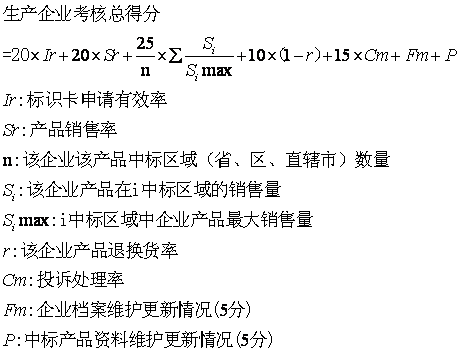 生产企业考核总得分
=20×Ir+20×Sr+25/n×∑Si/Si max+10×(1-r)+15×Cm+Fm+P
Ir:标识卡申请有效率
Sr:产品销售率
n:该企业该产品中标区域（省、区、直辖市）数量
Si:该企业产品在i中标区域的销售量
Si max:i中标区域中企业产品最大销售量
r:该企业产品退换货率
Cm:投诉处理率
Fm:企业档案维护更新情况(5分)
P:中标产品资料维护更新情况(5分)